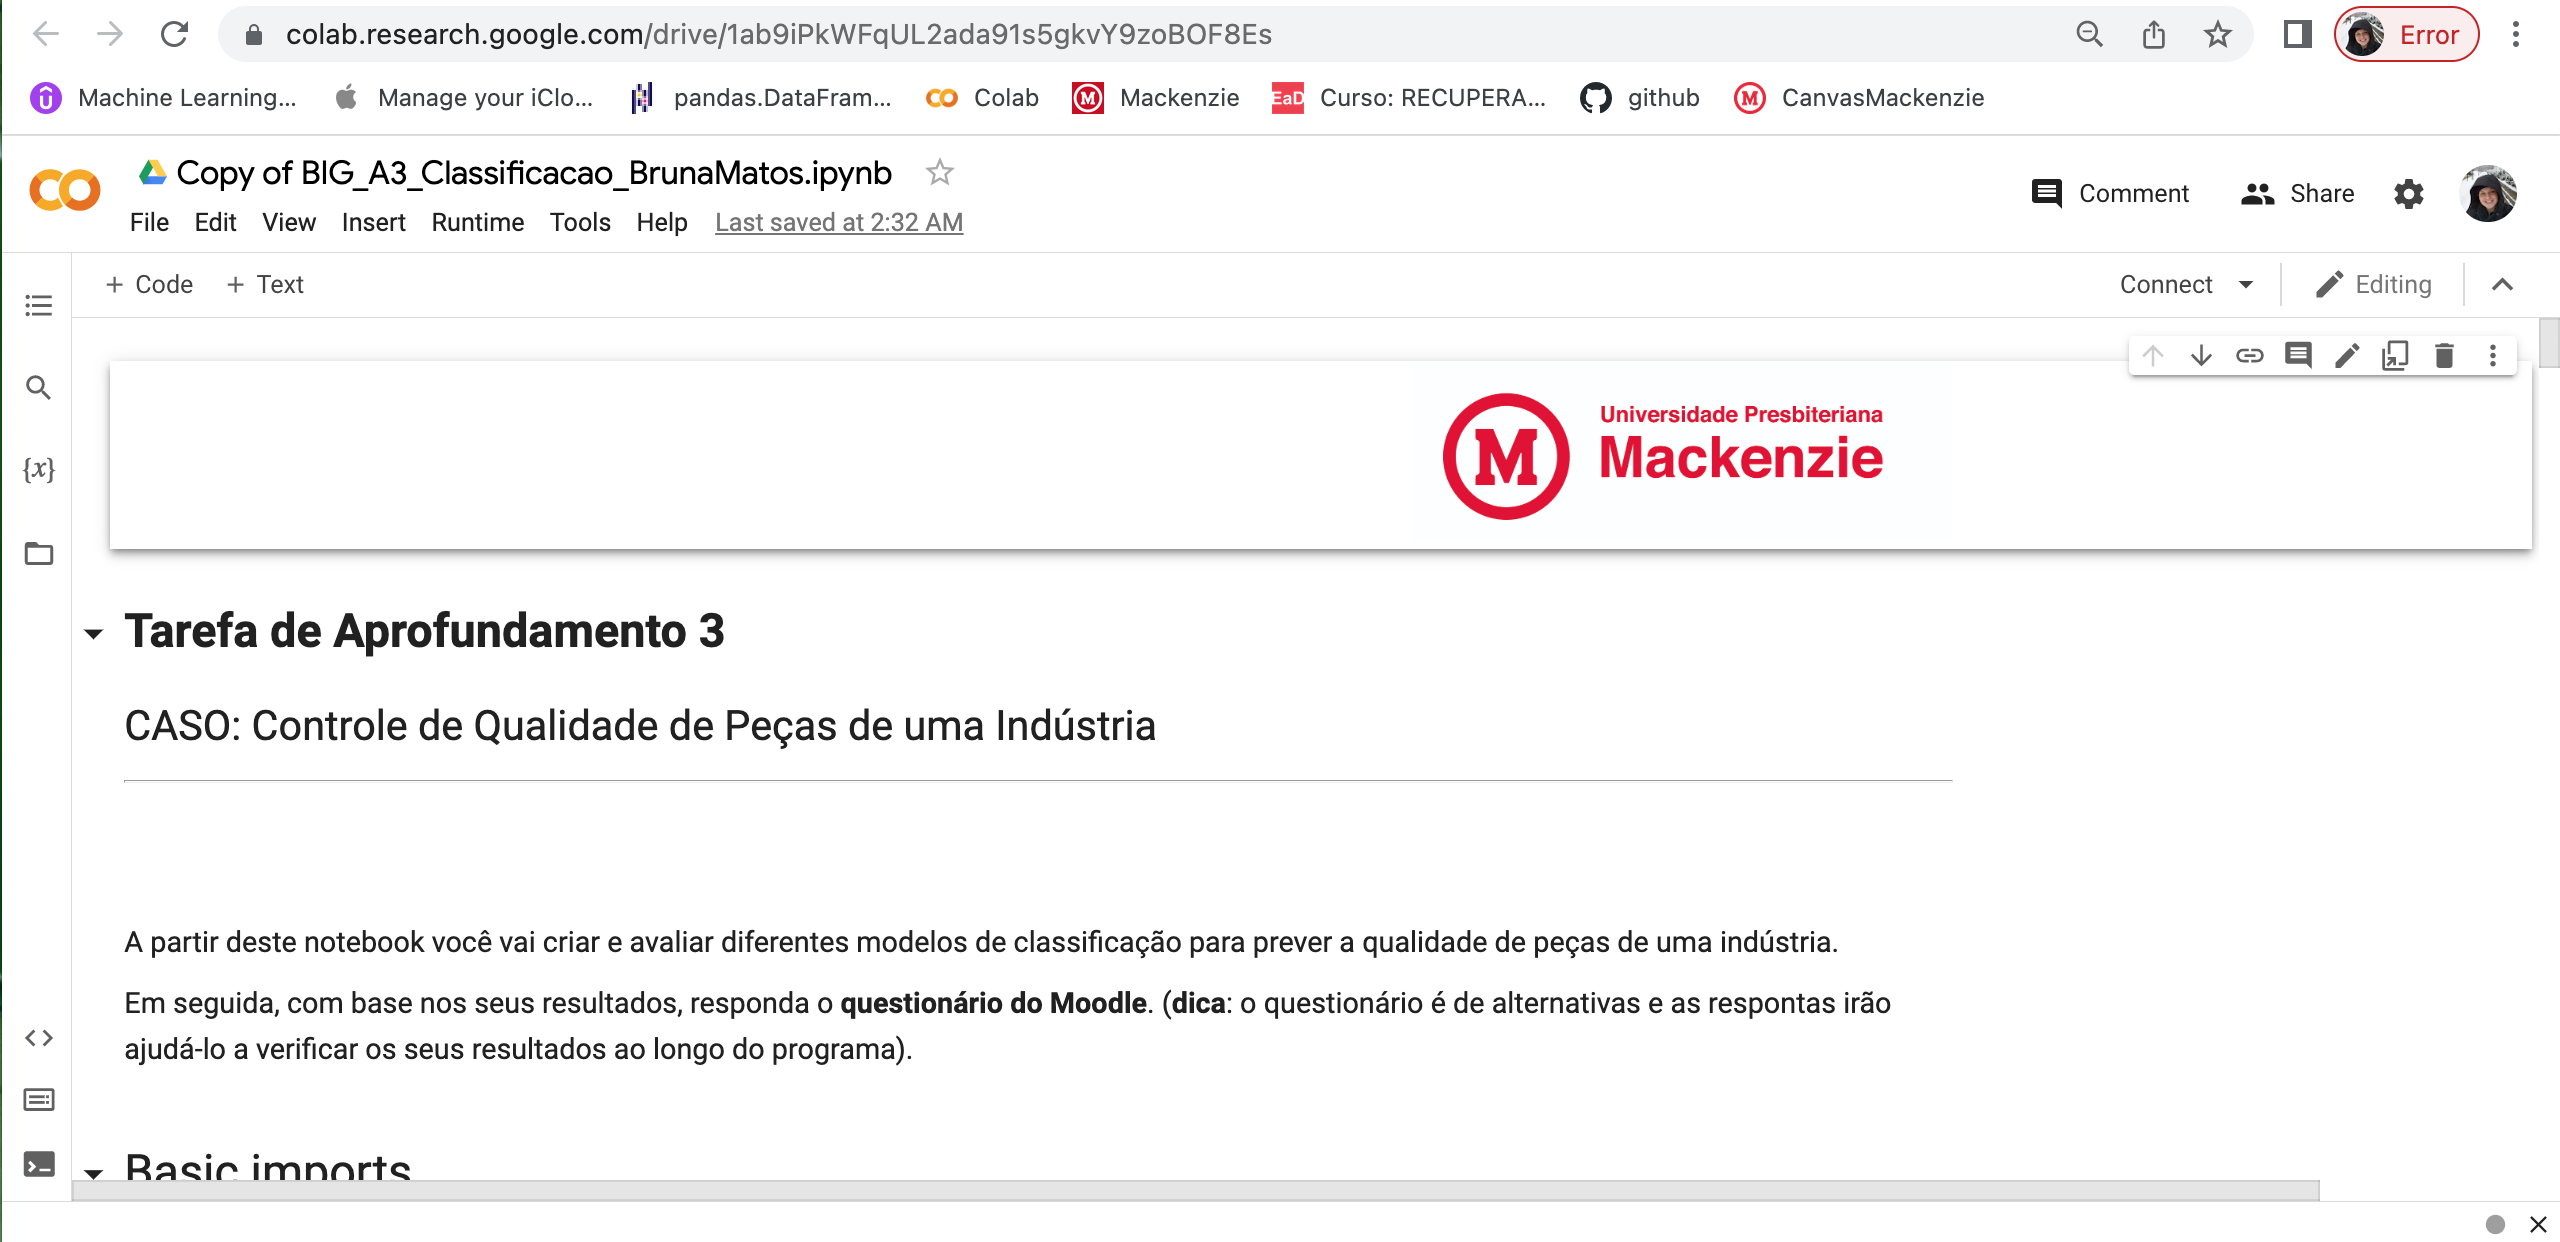 colab.research.google.com/drive/1ab9iPkWFqUL2ada91s5gkvY9zoBOF8Es
Error
Machine Learning... Manage your iClo... pandas.DataFram... Colab Mackenzie EaD Curso: RECUPERA... github CanvasMackenzie
Copy of BIG_A3_Classificacao_BrunaMatos.ipynb
Comment Share
File Edit View Insert Runtime Tools Help Last saved at 2:32 AM
+ Code + Text
Connect Editing
{x}
M
Universidade Presbiteriana
Mackenzie
Tarefa de Aprofundamento 3
CASO: Controle de Qualidade de Peças de uma Indústria
A partir deste notebook você vai criar e avaliar diferentes modelos de classificação para prever a qualidade de peças de uma indústria.
Em seguida, com base nos seus resultados, responda o questionário do Moodle. (dica: o questionário é de alternativas e as respontas irão
ajudá-lo a verificar os seus resultados ao longo do programa).
Basic imports